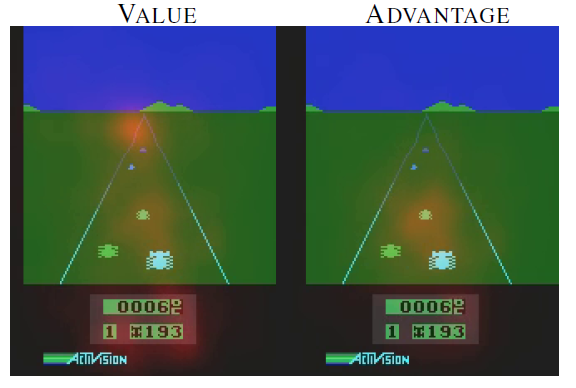 VALUE ADVANTAGE
0006 0006
1 193 1 193
ACTIVISION ACTIVISION